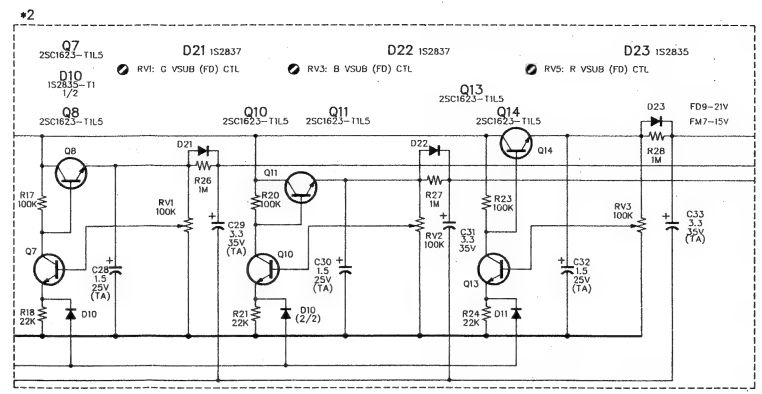 *2
Q7
2SC1623-T1L5
D21 1S2837
D22 1S2837
D23 1S2835
RV1: G VSUB (FD) CTL
RV3: B VSUB (FD) CTL
RV5: R VSUB (FD) CTL
D10
1S2835-T1
1/2
Q8
2SC1623-T1L5
Q10
2SC1623-T1L5
Q11
2SC1623-T1L5
Q13
2SC1623-T1L5
Q14
2SC1623-T1L5
D23
FD9-21V
FM7-15V
Q8
D21
R26
1M
Q11
D22
R27
1M
Q14
R28
1M
R17
100K
RV1
100K
R20
100K
RV2
100K
R23
100K
RV3
100K
Q7
C28
1.5
25V
(TA)
C29
3.3
35V
(TA)
Q10
C30
1.5
25V
(TA)
C31
3.3
35V
Q13
C32
1.5
25V
(TA)
C33
3.3
35V
(TA)
R18
22K
D10
R21
22K
D10
(2/2)
R24
22K
D11